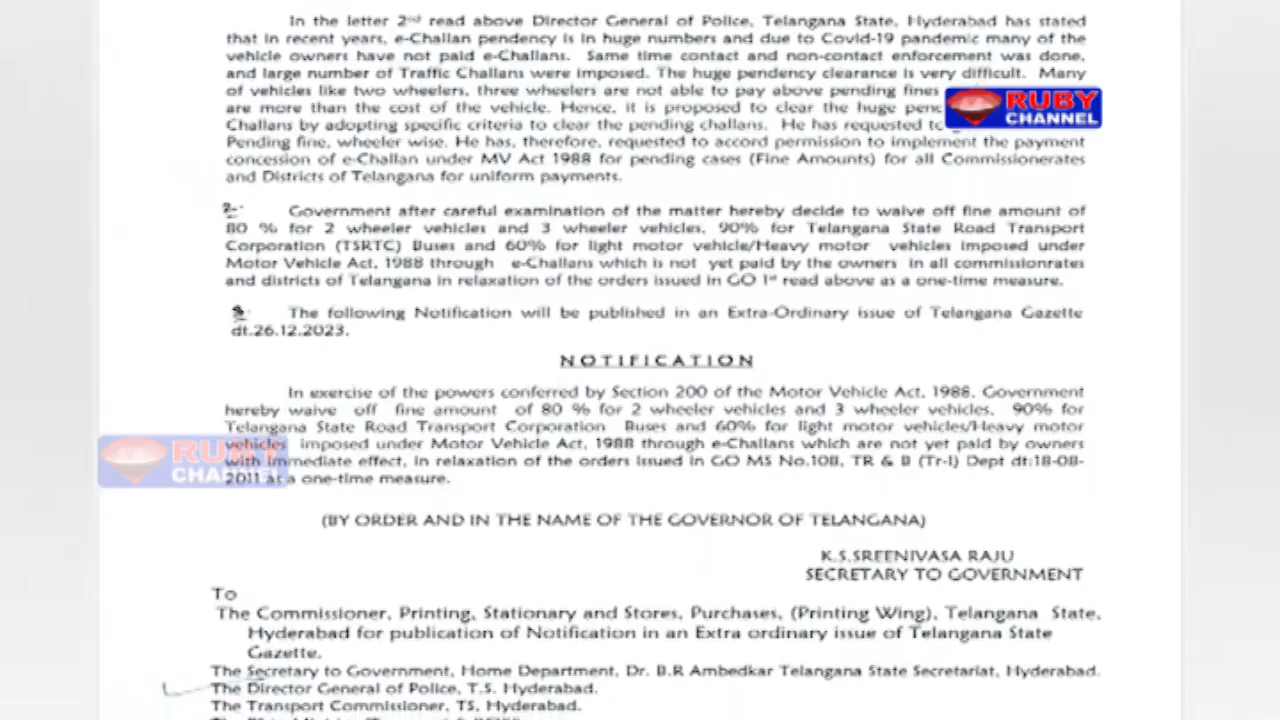 In the letter 2nd read above Director General of Police, Telangana State, Hyderabad has stated
that in recent years, e-Challan pendency is in huge numbers and due to Covid-19 pandemic many of the
vehicle owners have not paid e-Challans. Same time contact and non-contact enforcement was done,
and large number of Traffic Challans were imposed. The huge pendency clearance is very difficult. Many
of vehicles like two wheelers, three wheelers are not able to pay above pending fines
are more than the cost of the vehicle. Hence, it is proposed to clear the huge
Challans by adopting specific criteria to clear the pending challans. He has requested
Pending fine, wheeler wise. He has, therefore, requested to accord permission to implement the payment
concession of e-Challan under MV Act 1988 for pending cases (Fine Amounts) for all Commissionerates
and Districts of Telangana for uniform payments.
RUBY
CHANNEL
2. Government after careful examination of the matter hereby decide to waive off fine amount of
80 % for 2 wheeler vehicles and 3 wheeler vehicles, 90% for Telangana State Road Transport
Corporation (TSRTC) Buses and 60% for light motor vehicle/Heavy motor vehicles imposed under
Motor Vehicle Act, 1988 through e-Challans which is not yet paid by the owners in all commissionrates
and districts of Telangana in relaxation of the orders issued in GO 1st read above as a one-time measure.
The following Notification will be published in an Extra-Ordinary issue of Telangana Gazette
dt.26.12.2023.
NOTIFICATION
In exercise of the powers conferred by Section 200 of the Motor Vehicle Act, 1988, Government
hereby waive off fine amount of 80 % for 2 wheeler vehicles and 3 wheeler vehicles, 90% for
Telangana State Road Transport Corporation Buses and 60% for light motor vehicles/Heavy motor
vehicles imposed under Motor Vehicle Act, 1988 through e-Challans which are not yet paid by owners
with immediate effect, in relaxation of the orders issued in GO MS No.108, TR & B (Tr-I) Dept dt:18-08-
2011 as a one-time measure.
RUBY
CHANNEL
(BY ORDER AND IN THE NAME OF THE GOVERNOR OF TELANGANA)
K.S.SREENIVASA RAJU
SECRETARY TO GOVERNMENT
To
The Commissioner, Printing, Stationary and Stores, Purchases, (Printing Wing), Telangana State,
Hyderabad for publication of Notification in an Extra ordinary issue of Telangana State
Gazette.
The Secretary to Government, Home Department, Dr. B.R Ambedkar Telangana State Secretariat, Hyderabad.
The Director General of Police, T.S. Hyderabad.
The Transport Commissioner, TS, Hyderabad.